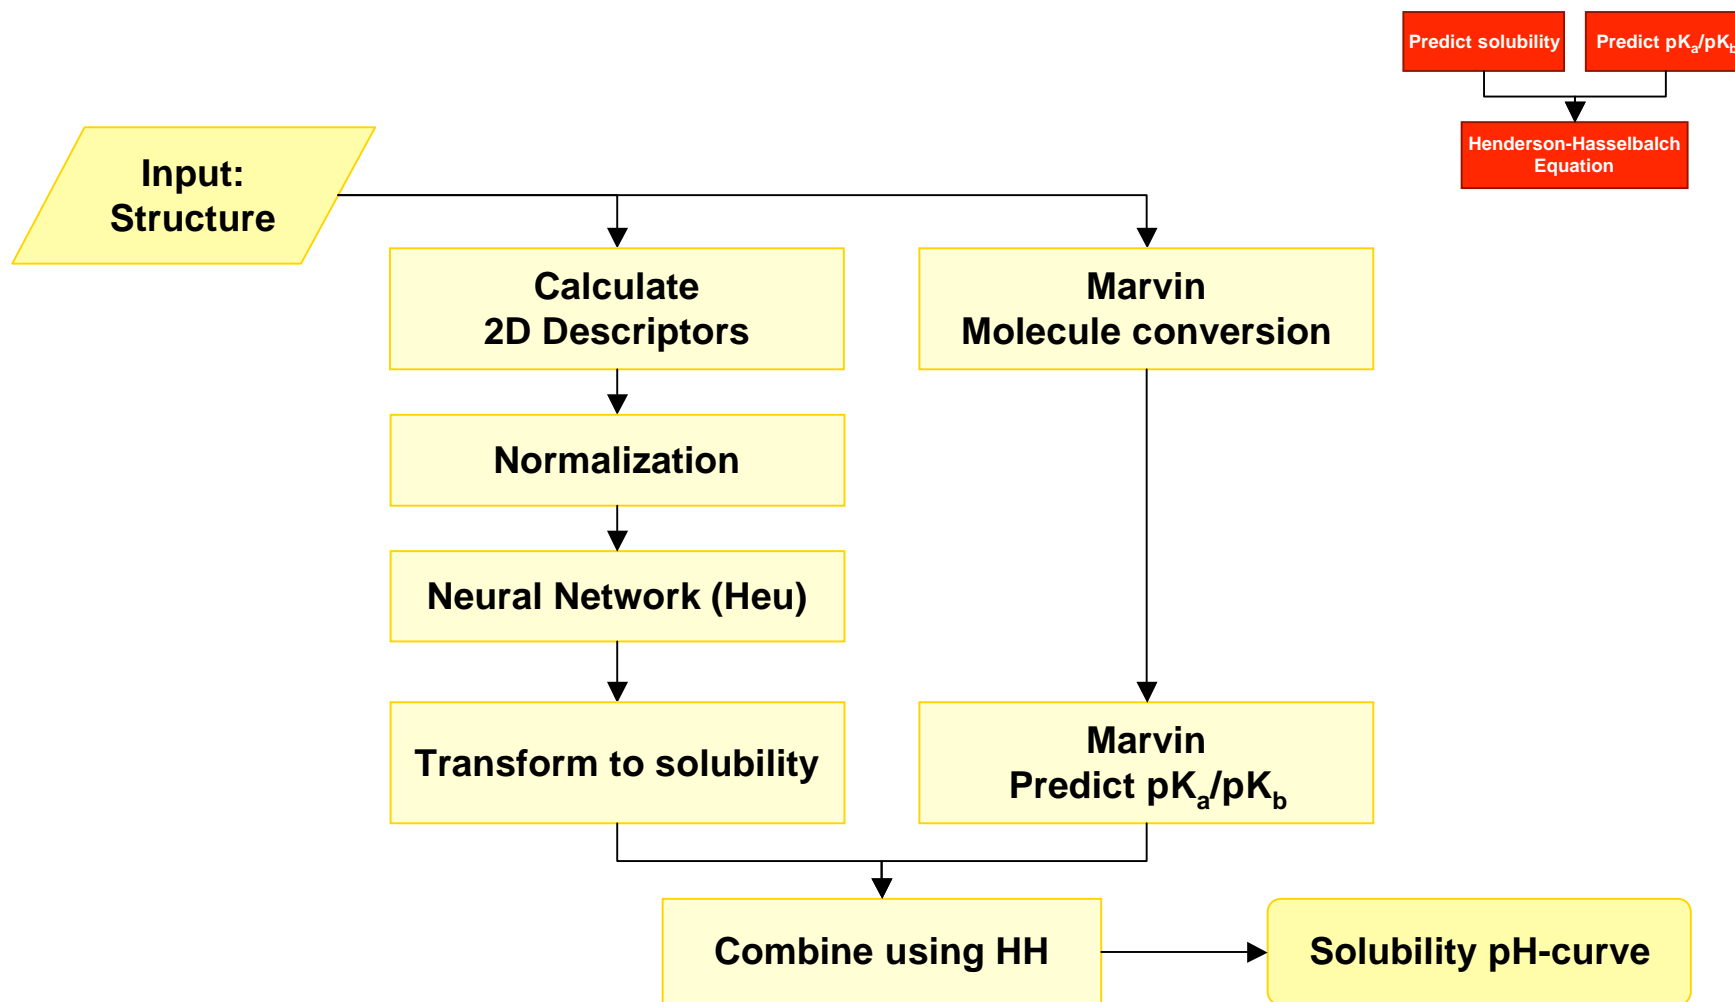 Predict solubility
Predict pKa/pKb
Henderson-Hasselbalch
Equation
Input:
Structure
Calculate
2D Descriptors
Marvin
Molecule conversion
Normalization
Neural Network (Heu)
Transform to solubility
Marvin
Predict pKa/pKb
Combine using HH
Solubility pH-curve